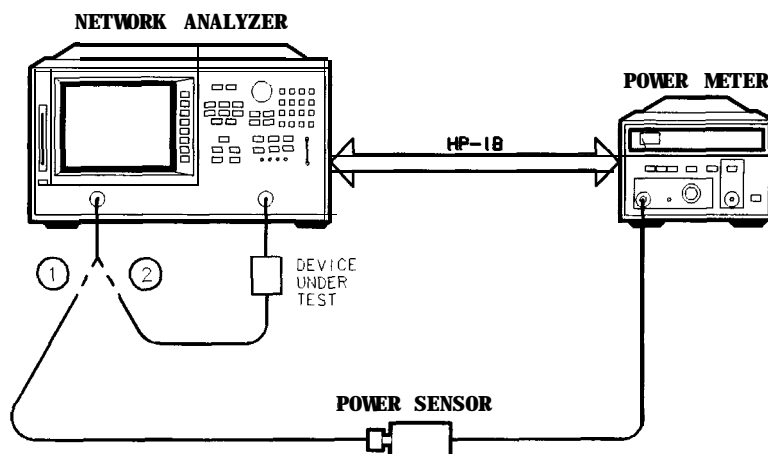 NETWORK ANALYZER
POWER METER
HP-IB
1
2
DEVICE
UNDER
TEST
POWER SENSOR